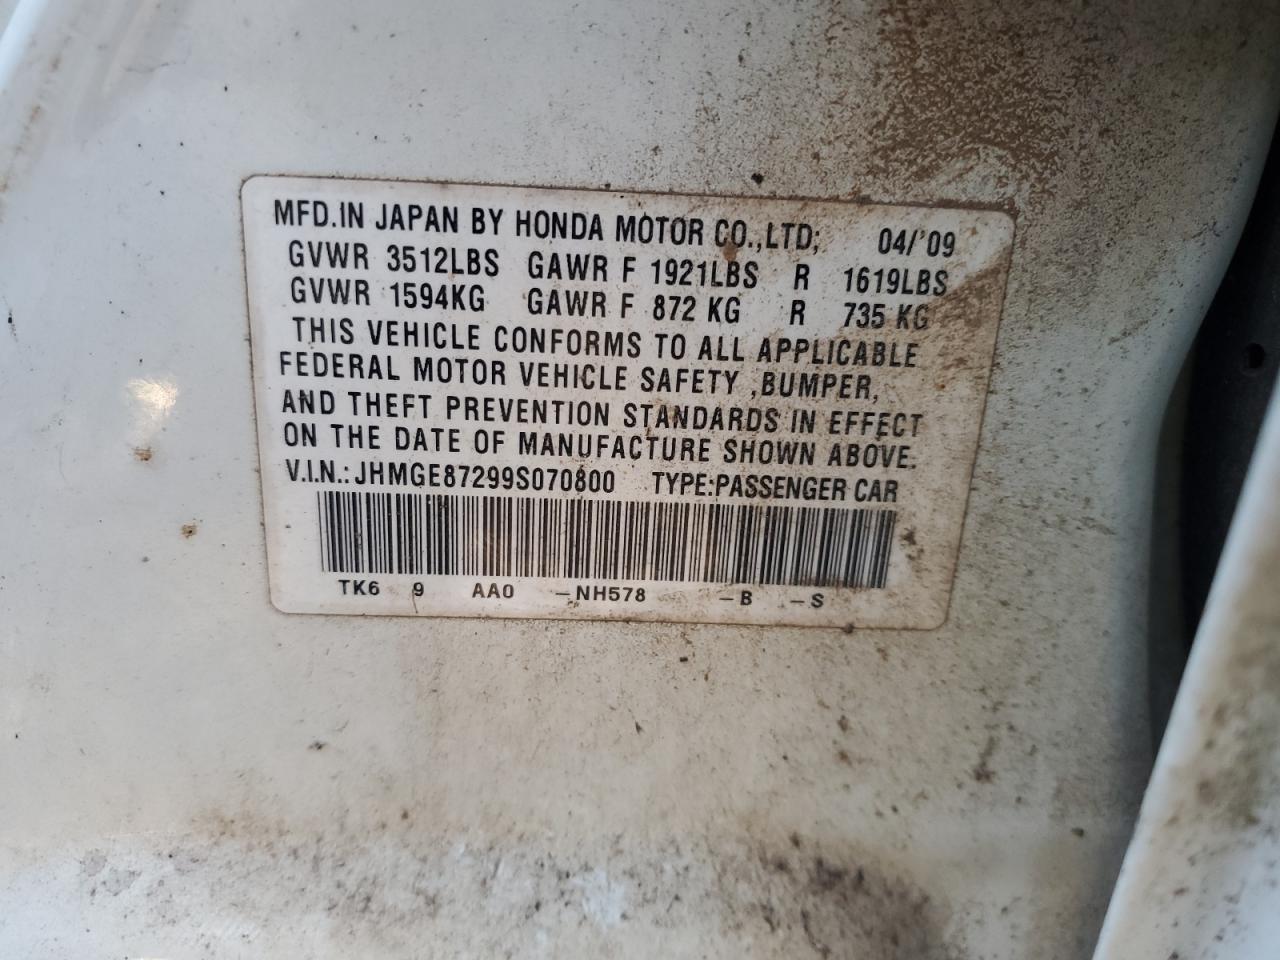 MFD.IN JAPAN BY HONDA MOTOR CO.,LTD; 04/'09
GVWR 3512LBS GAWR F 1921LBS R 1619LBS
GVWR 1594KG GAWR F 872 KG R 735 KG
THIS VEHICLE CONFORMS TO ALL APPLICABLE
FEDERAL MOTOR VEHICLE SAFETY ,BUMPER,
AND THEFT PREVENTION STANDARDS IN EFFECT
ON THE DATE OF MANUFACTURE SHOWN ABOVE.
V.I.N.: JHMGE87299S070800 TYPE:PASSENGER CAR
TK6 9 AA0 -NH578 -B -S